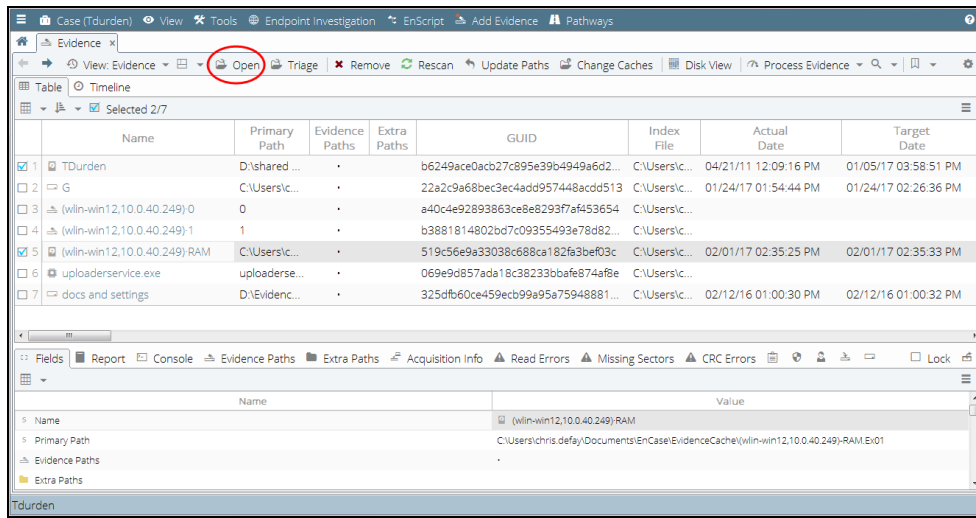 Case (Tdurden) View Tools Endpoint Investigation EnScript Add Evidence Pathways
Evidence x
View: Evidence Open Triage Remove Rescan Update Paths Change Caches Disk View Process Evidence
Table Timeline
Selected 2/7
Name Primary Path Evidence Paths Extra Paths GUID Index File Actual Date Target Date
1 TDurden D:\shared ... • b6249ace0acb27c895e39b4949a6d2... C:\Users\c... 04/21/11 12:09:16 PM 01/05/17 03:58:51 PM
2 G C:\Users\c... • 22a2c9a68bec3ec4add957448acdd513 C:\Users\c... 01/24/17 01:54:44 PM 01/24/17 02:26:36 PM
3 (wlin-win12,10.0.40.249)·0 0 • a40c4e92893863ce8e8293f7af453654 C:\Users\c...
4 (wlin-win12,10.0.40.249)·1 1 • b3881814802bd7c09355493e78d82... C:\Users\c...
5 (wlin-win12,10.0.40.249)·RAM C:\Users\c... • 519c56e9a33038c688ca182fa3bef03c C:\Users\c... 02/01/17 02:35:25 PM 02/01/17 02:35:33 PM
6 uploaderservice.exe uploaderse... • 069e9d857ada18c38233bbafe874af8e C:\Users\c...
7 docs and settings D:\Evidenc... • 325dfb60ce459ecb99a95a75948881... C:\Users\c... 02/12/16 01:00:30 PM 02/12/16 01:00:32 PM
Fields Report Console Evidence Paths Extra Paths Acquisition Info Read Errors Missing Sectors CRC Errors Lock
Name Value
S Name (wlin-win12,10.0.40.249)·RAM
S Primary Path C:\Users\chris.defay\Documents\EnCase\EvidenceCache\(wlin-win12,10.0.40.249)-RAM.Ex01
Evidence Paths •
Extra Paths
Tdurden